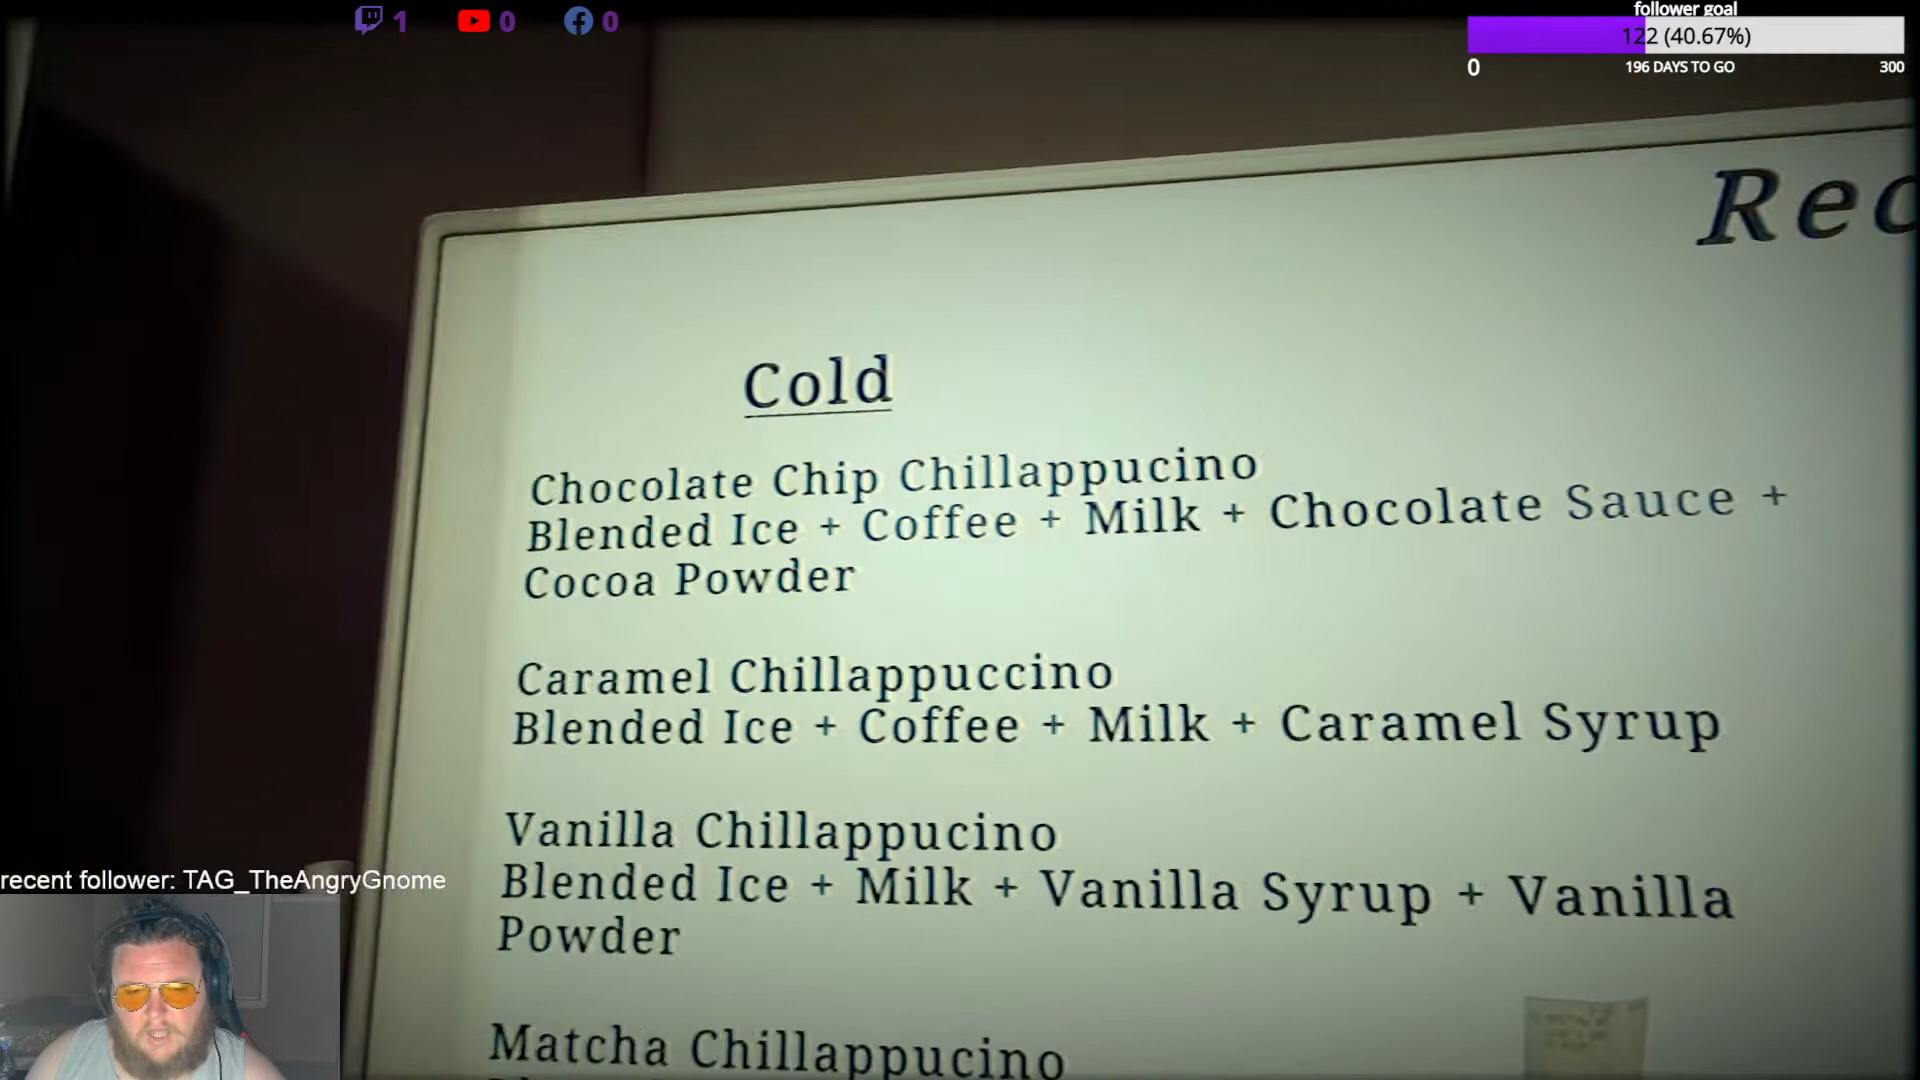 1 0 0
follower goal
122 (40.67%)
0 196 DAYS TO GO 300
Rec
Cold
Chocolate Chip Chillappucino
Blended Ice + Coffee + Milk + Chocolate Sauce +
Cocoa Powder
Caramel Chillappuccino
Blended Ice + Coffee + Milk + Caramel Syrup
Vanilla Chillappucino
Blended Ice + Milk + Vanilla Syrup + Vanilla
Powder
Matcha Chillappucino
recent follower: TAG_TheAngryGnome